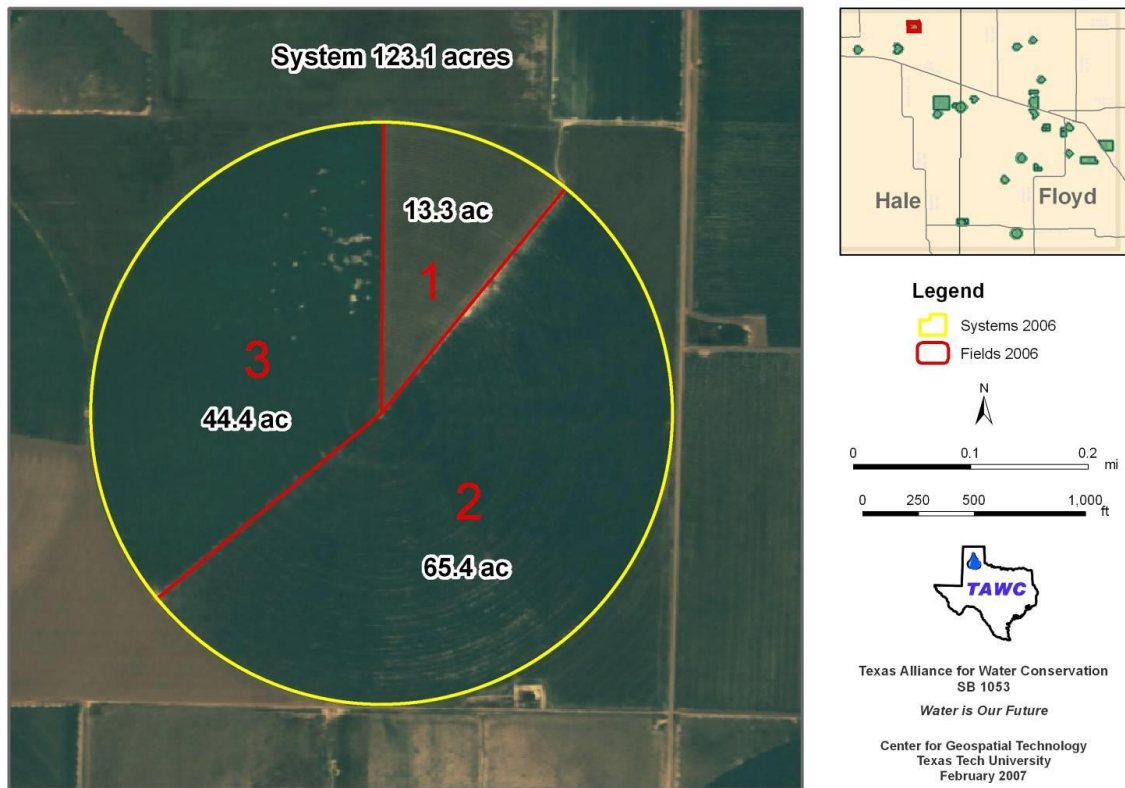 System 123.1 acres
13.3 ac
1
3
44.4 ac
2
65.4 ac
Hale
Floyd
Legend
Systems 2006
Fields 2006
N
0 0.1 0.2
mi
0 250 500 1,000
ft
TAWC
Texas Alliance for Water Conservation
SB 1053
Water is Our Future
Center for Geospatial Technology
Texas Tech University
February 2007